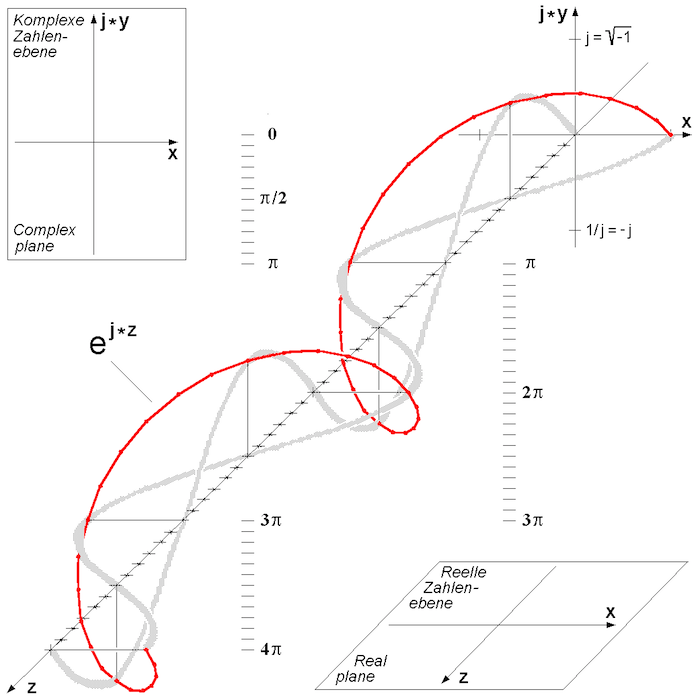 Komplexe
Zahlen-
ebene
j*y
x
Complex
plane
j*y
j = √-1
x
1/j = -j
0
π/2
π
π
2π
3π
3π
4π
e^j*z
z
Reelle
Zahlen-
ebene
x
Real
plane
z